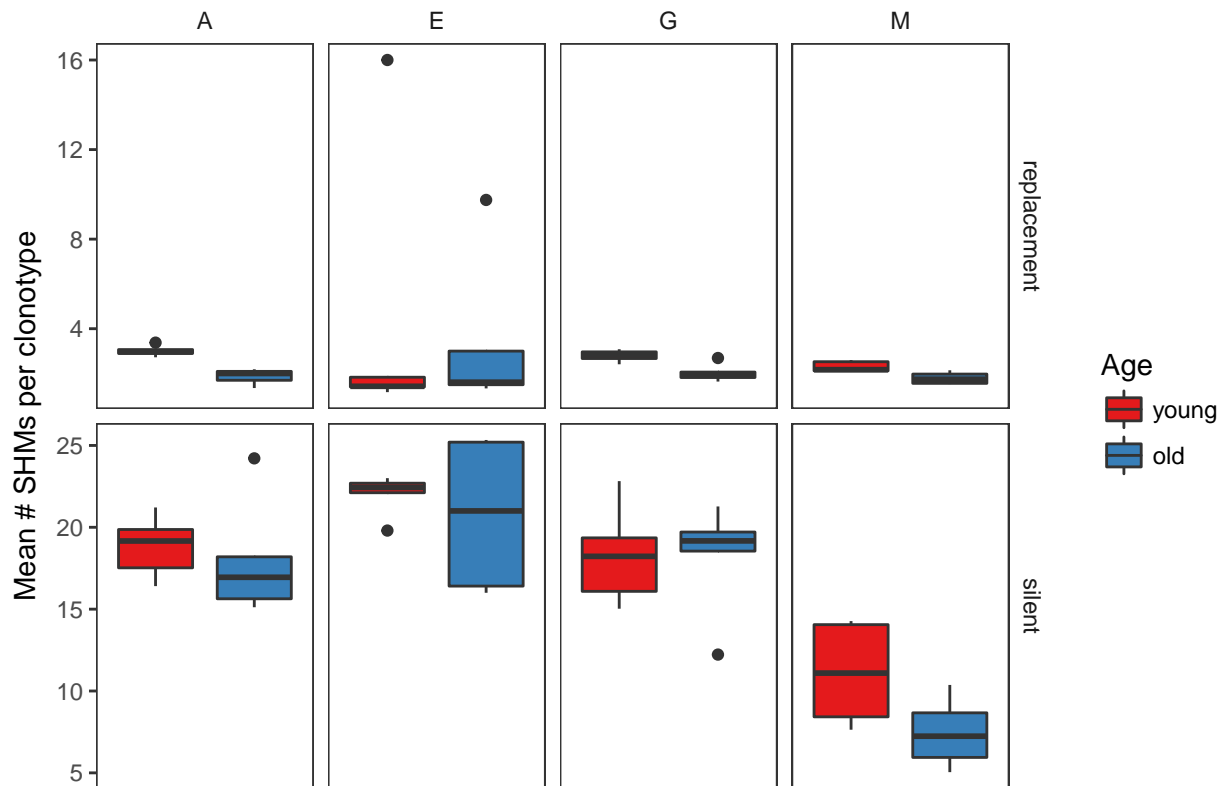 A E G M
Mean # SHMs per clonotype
16
12
8
4
replacement
25
20
15
10
5
silent
Age
young
old